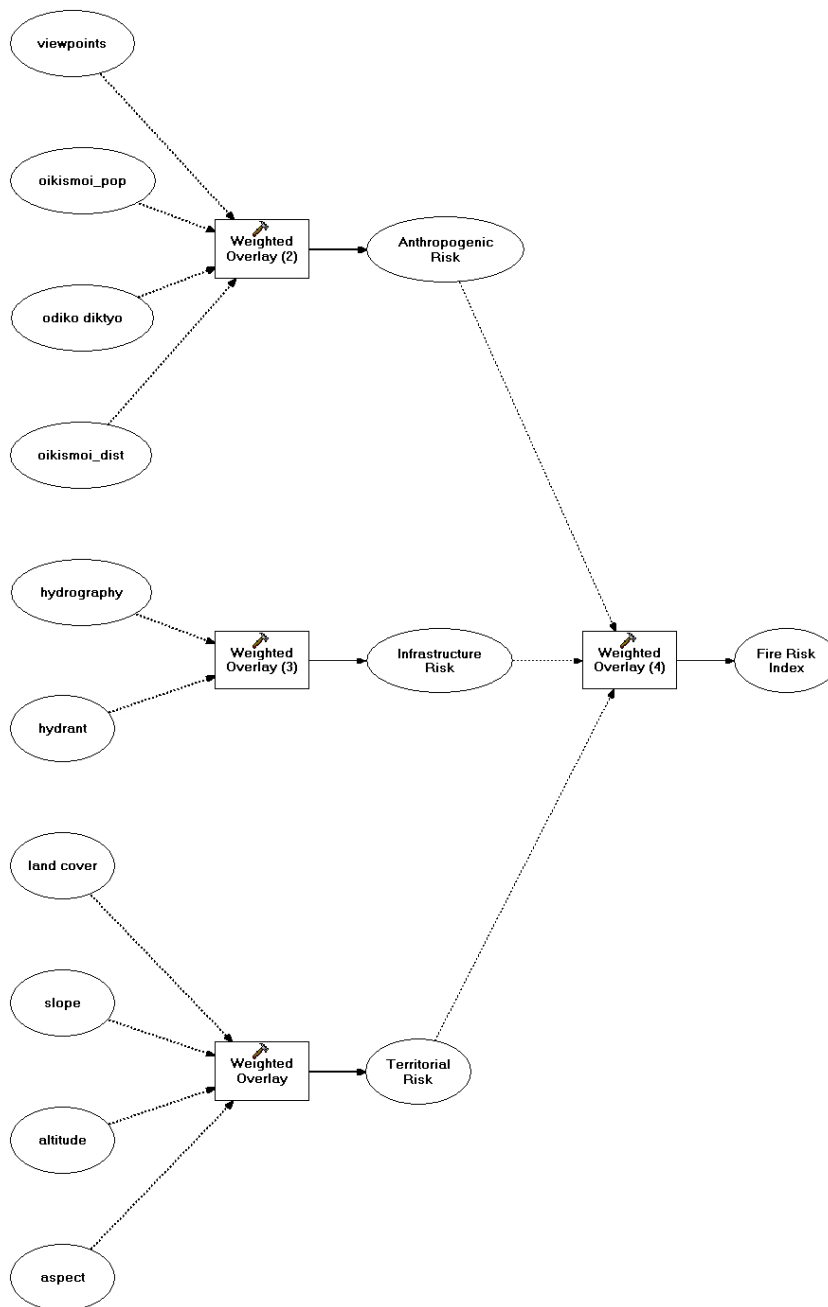 viewpoints
oikismoi_pop
Weighted
Overlay (2)
Anthropogenic
Risk
odiko diktyo
oikismoi_dist
hydrography
Weighted
Overlay (3)
Infrastructure
Risk
Weighted
Overlay (4)
Fire Risk
Index
hydrant
land cover
slope
Weighted
Overlay
Territorial
Risk
altitude
aspect